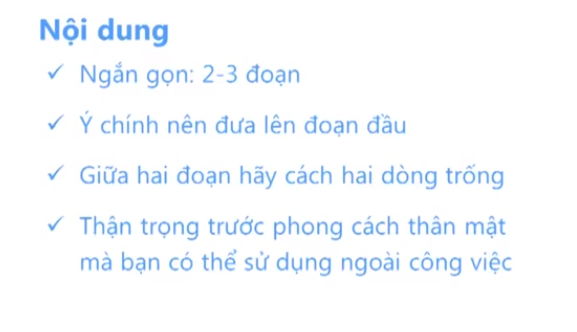 Nội dung
✓ Ngắn gọn: 2-3 đoạn
✓ Ý chính nên đưa lên đoạn đầu
✓ Giữa hai đoạn hãy cách hai dòng trống
✓ Thận trọng trước phong cách thân mật
mà bạn có thể sử dụng ngoài công việc